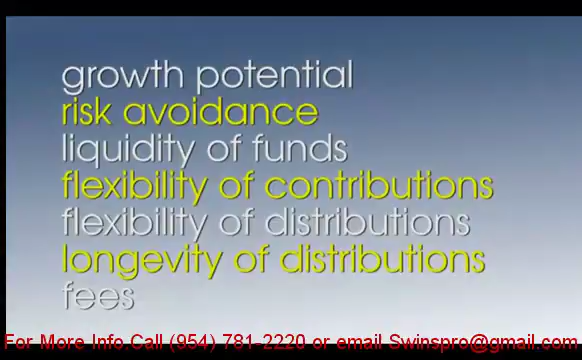 growth potential
risk avoidance
liquidity of funds
flexibility of contributions
flexibility of distributions
longevity of distributions
fees
For More Info.Call (954) 781-2220 or email Swinspro@gmail.com